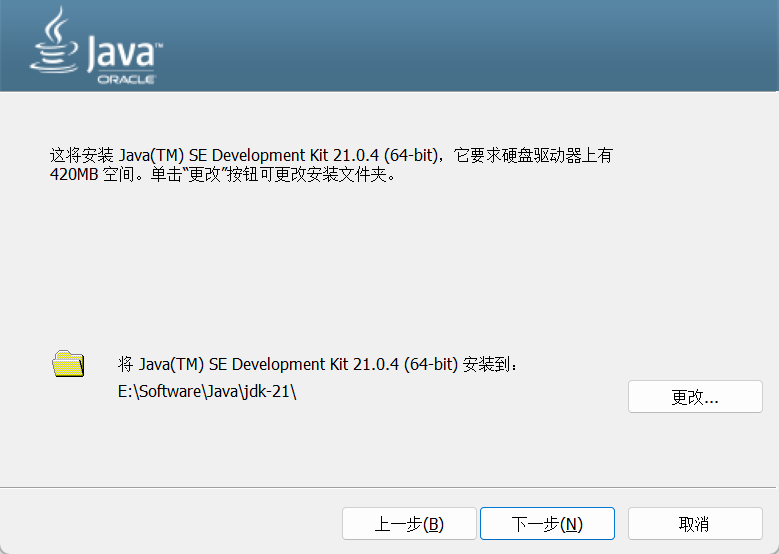 Java™
ORACLE
这将安装 Java(TM) SE Development Kit 21.0.4 (64-bit)，它要求硬盘驱动器上有
420MB 空间。单击“更改”按钮可更改安装文件夹。
将 Java(TM) SE Development Kit 21.0.4 (64-bit) 安装到：
E:\Software\Java\jdk-21\
更改...
上一步(B)
下一步(N)
取消